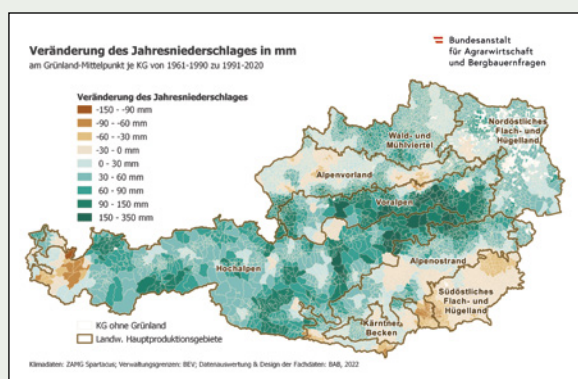 Veränderung des Jahresniederschlages in mm
am Grünland-Mittelpunkt je KG von 1961-1990 zu 1991-2020
Bundesanstalt
für Agrarwirtschaft
und Bergbauernfragen
Veränderung des Jahresniederschlages
-150 - -90 mm
-90 - -60 mm
-60 - -30 mm
-30 - 0 mm
0 - 30 mm
30 - 60 mm
60 - 90 mm
90 - 150 mm
150 - 350 mm
Wald- und
Mühlviertel
Nordöstliches
Flach- und
Hügelland
Alpenvorland
Voralpen
Hochalpen
Alpenostrand
Südöstliches
Flach- und
Hügelland
Kärntner
Becken
KG ohne Grünland
Landw. Hauptproduktionsgebiete
Klimadaten: ZAMG Spartacus; Verwaltungsgrenzen: BEV; Datenauswertung & Design der Fachdaten: BAB, 2022